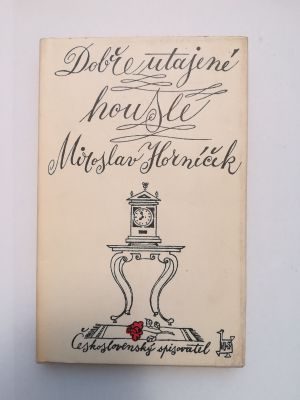 Dobře utajené
housle
Miroslav Horníček
Československý spisovatel